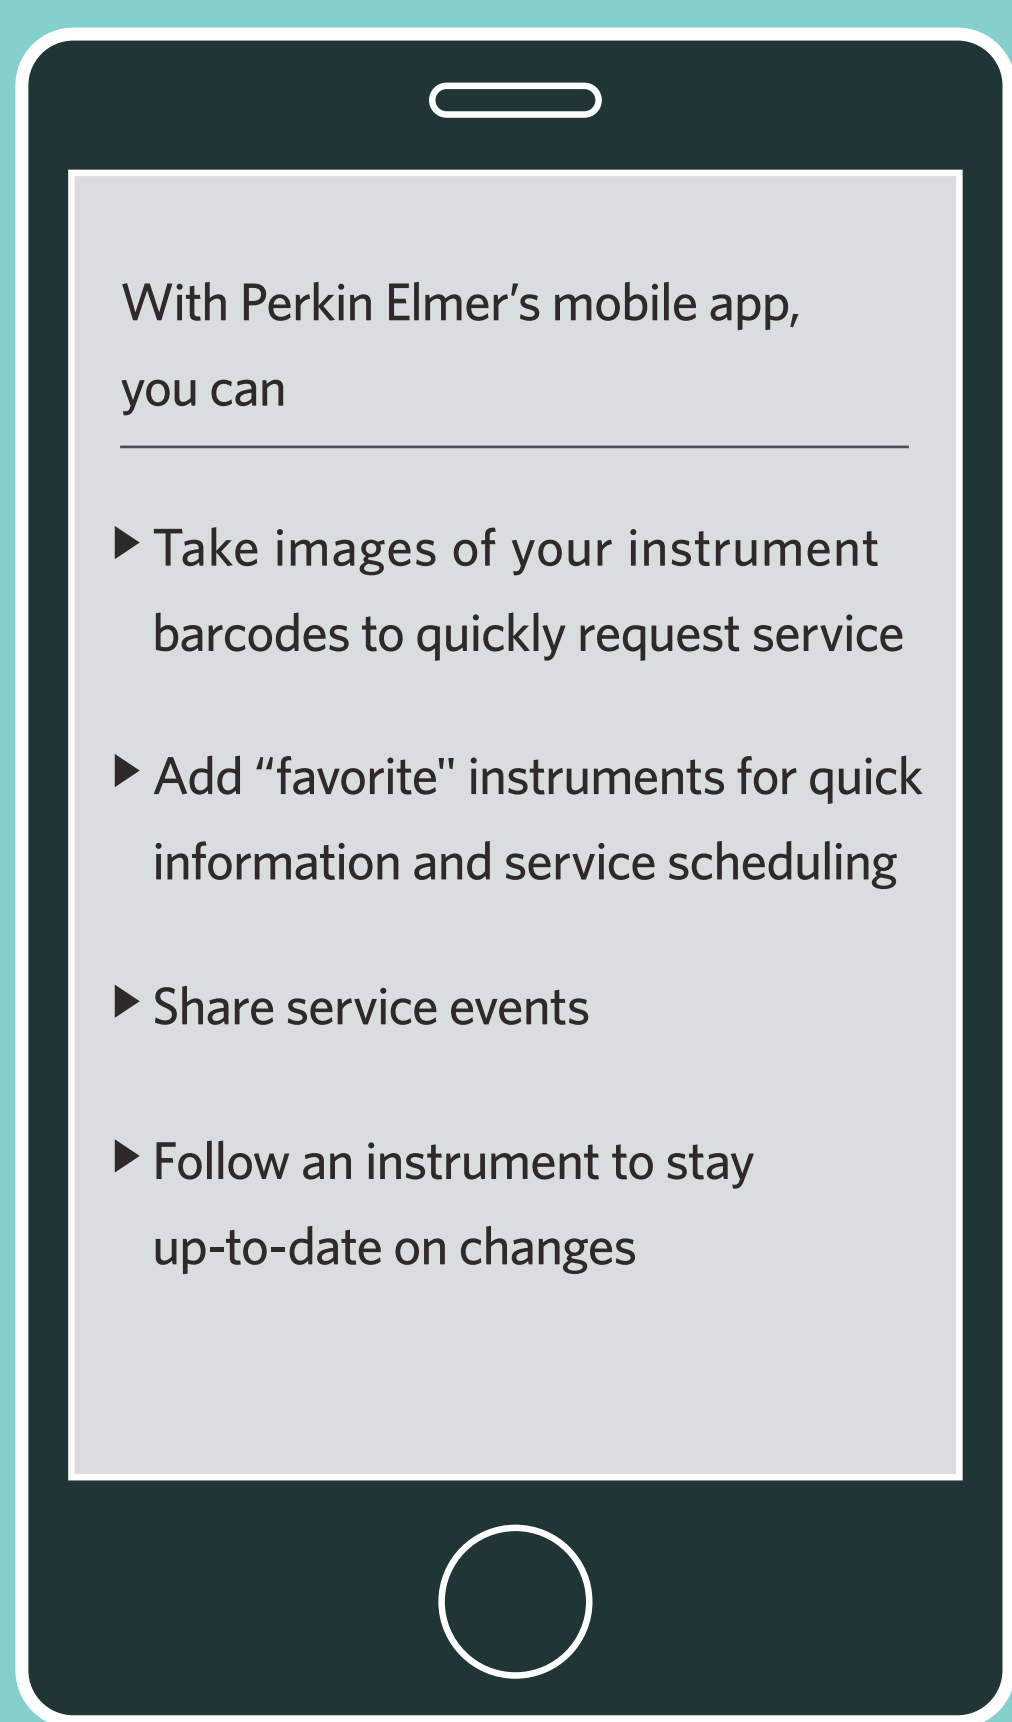 With Perkin Elmer’s mobile app,
you can
▶ Take images of your instrument
barcodes to quickly request service
▶ Add “favorite" instruments for quick
information and service scheduling
▶ Share service events
▶ Follow an instrument to stay
up-to-date on changes